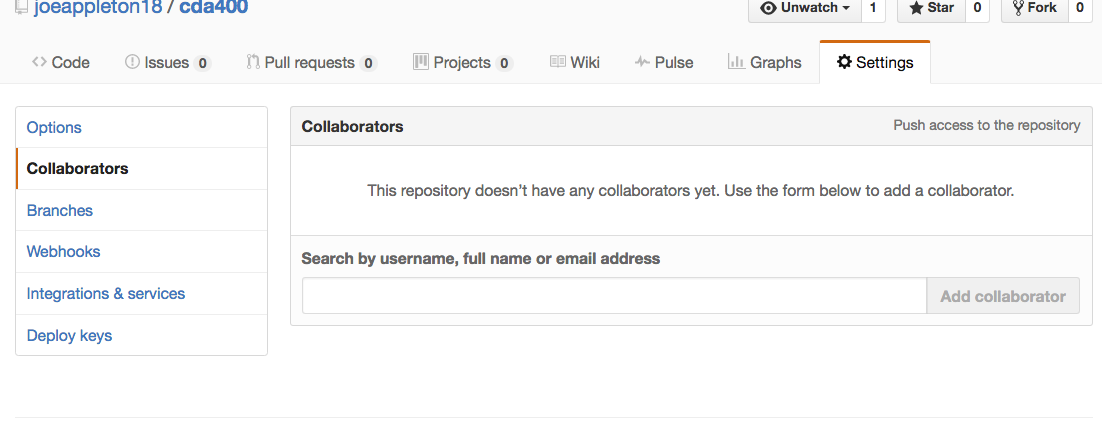 joeappleton18 / cda400
Unwatch 1 Star 0 Fork 0
Code Issues 0 Pull requests 0 Projects 0 Wiki Pulse Graphs Settings
Options
Collaborators
Branches
Webhooks
Integrations & services
Deploy keys
Collaborators Push access to the repository
This repository doesn’t have any collaborators yet. Use the form below to add a collaborator.
Search by username, full name or email address
Add collaborator